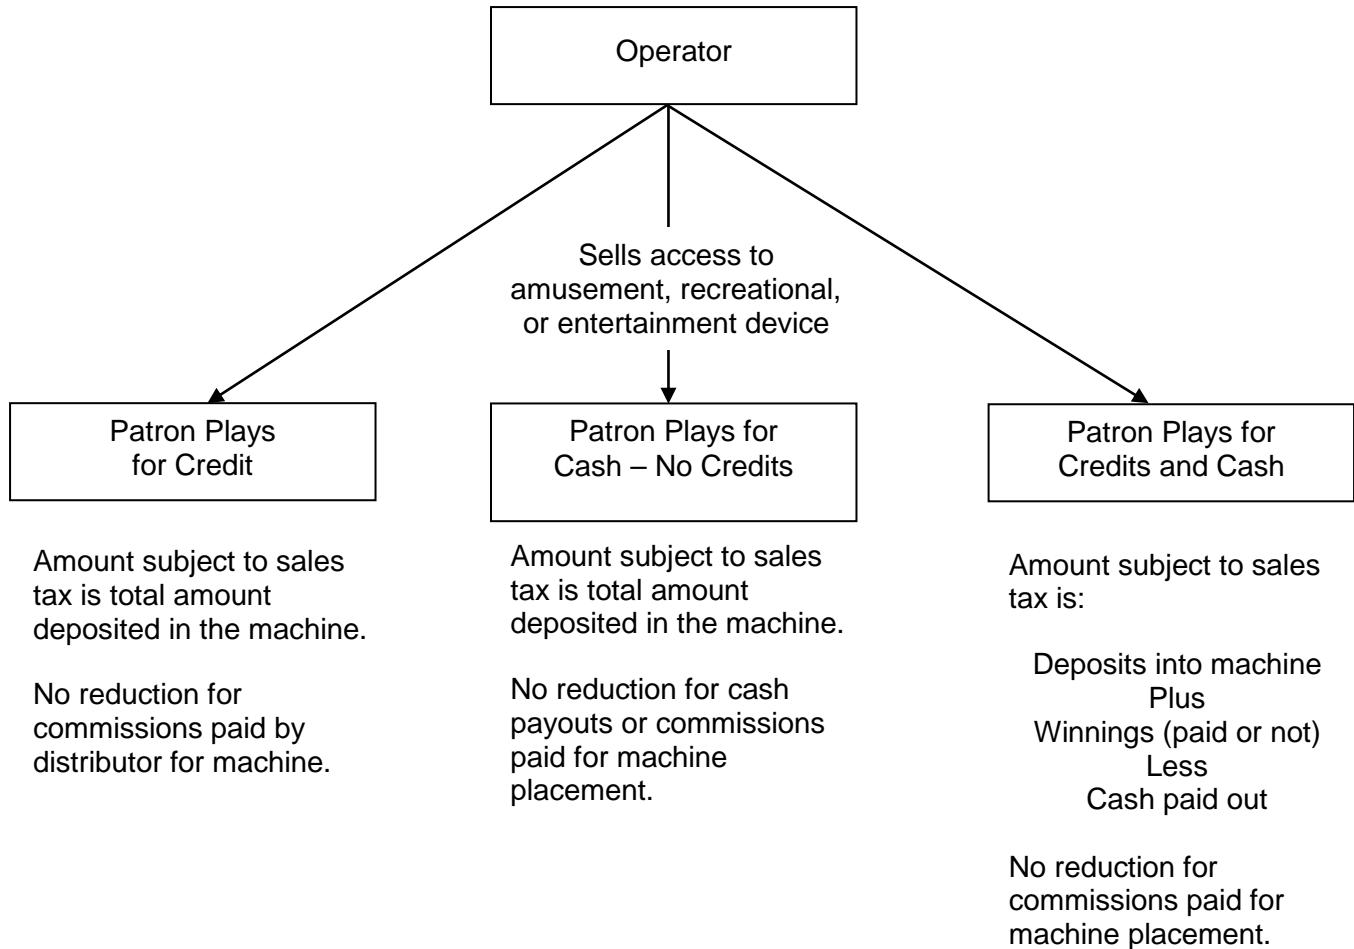 Operator
Sells access to
amusement, recreational,
or entertainment device
Patron Plays
for Credit
Amount subject to sales
tax is total amount
deposited in the machine.
No reduction for
commissions paid by
distributor for machine.
Patron Plays for
Cash – No Credits
Amount subject to sales
tax is total amount
deposited in the machine.
No reduction for cash
payouts or commissions
paid for machine
placement.
Patron Plays for
Credits and Cash
Amount subject to sales
tax is:
Deposits into machine
Plus
Winnings (paid or not)
Less
Cash paid out
No reduction for
commissions paid for
machine placement.